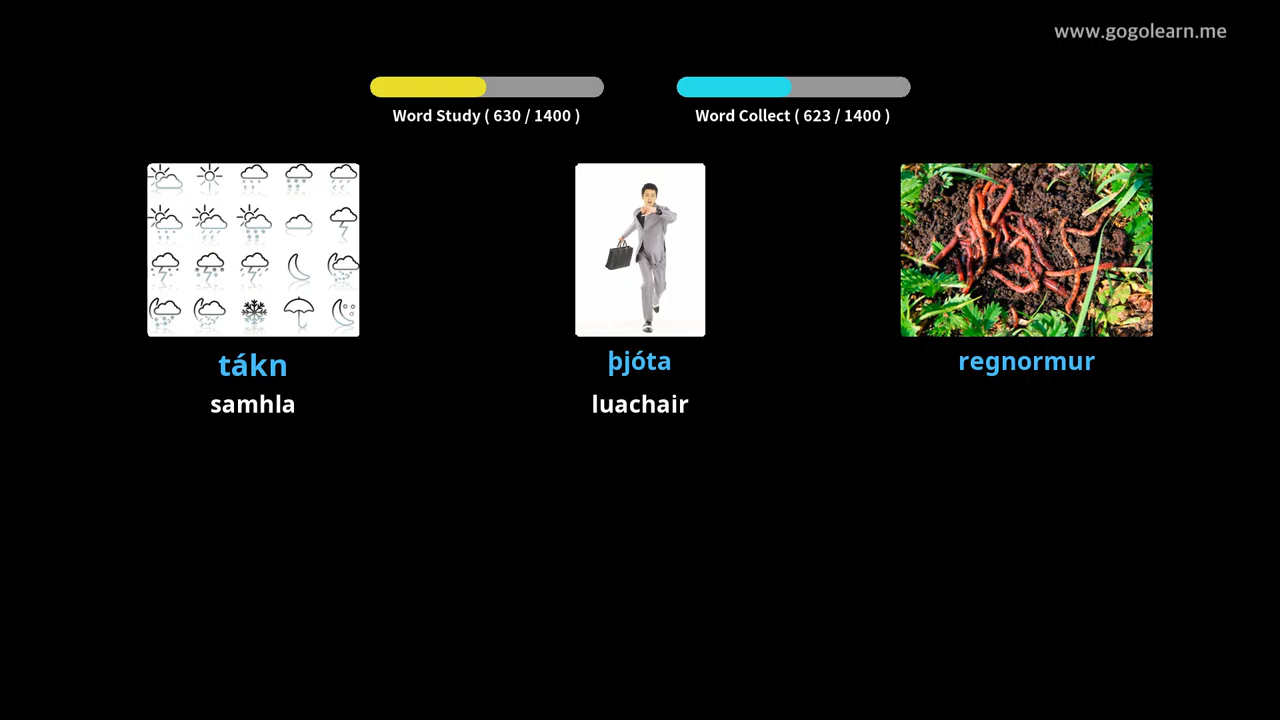 www.gogolearn.me
Word Study ( 630 / 1400 )
Word Collect ( 623 / 1400 )
tákn
þjóta
regnormur
samhla
luachair